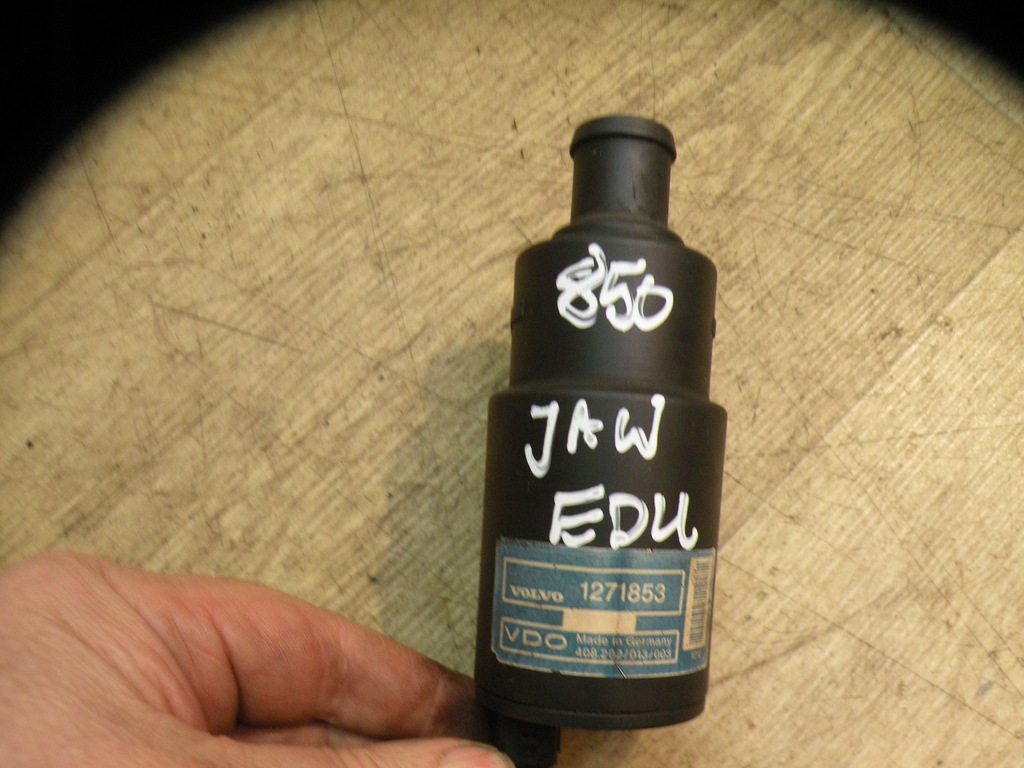 850
JAW
EDU
VOLVO 1271853
VDO Made in Germany
408.202/013/003